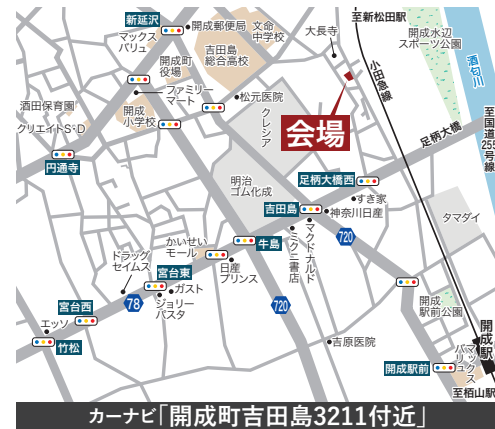 至新松田駅
新延沢
開成郵便局
文命
中学校
大長寺
開成水辺
スポーツ公園
マックス
バリュ
吉田島
総合高校
小田急線
酒匂川
開成町
役場
ファミリー
マート
松元医院
至国道255号線
酒田保育園
開成
小学校
クレシア
クリエイトS・D
会場
足柄大橋
円通寺
明治
ゴム化成
足柄大橋西
すき家
吉田島
神奈川日産
タマダイ
マクドナルド
ミクニ書店
720
かいせい
モール
牛島
ドラッグ
セイムス
日産
プリンス
宮台東
ガスト
ジョリー
パスタ
78
720
宮台西
エッソ
竹松
開成
駅前公園
開成駅
吉原医院
マックス
バリュ
開成駅前
至栢山駅
カーナビ「開成町吉田島3211付近」